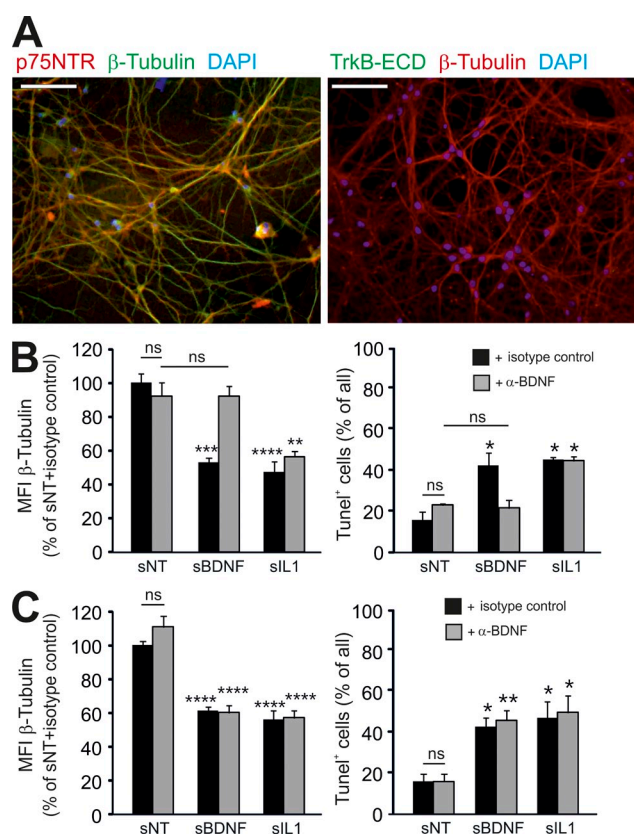 A
p75NTR β-Tubulin DAPI
TrkB-ECD β-Tubulin DAPI
B
MFI β-Tubulin
(% of sNT+isotype control)
120
100
80
60
40
20
0
ns
ns
***
****
**
sNT sBDNF sIL1
Tunel+ cells (% of all)
100
80
60
40
20
0
+ isotype control
+ α-BDNF
ns
ns
*
*
*
sNT sBDNF sIL1
C
MFI β-Tubulin
(% of sNT+isotype control)
120
100
80
60
40
20
0
ns
****
****
****
****
sNT sBDNF sIL1
Tunel+ cells (% of all)
100
80
60
40
20
0
+ isotype control
+ α-BDNF
ns
*
**
*
*
sNT sBDNF sIL1